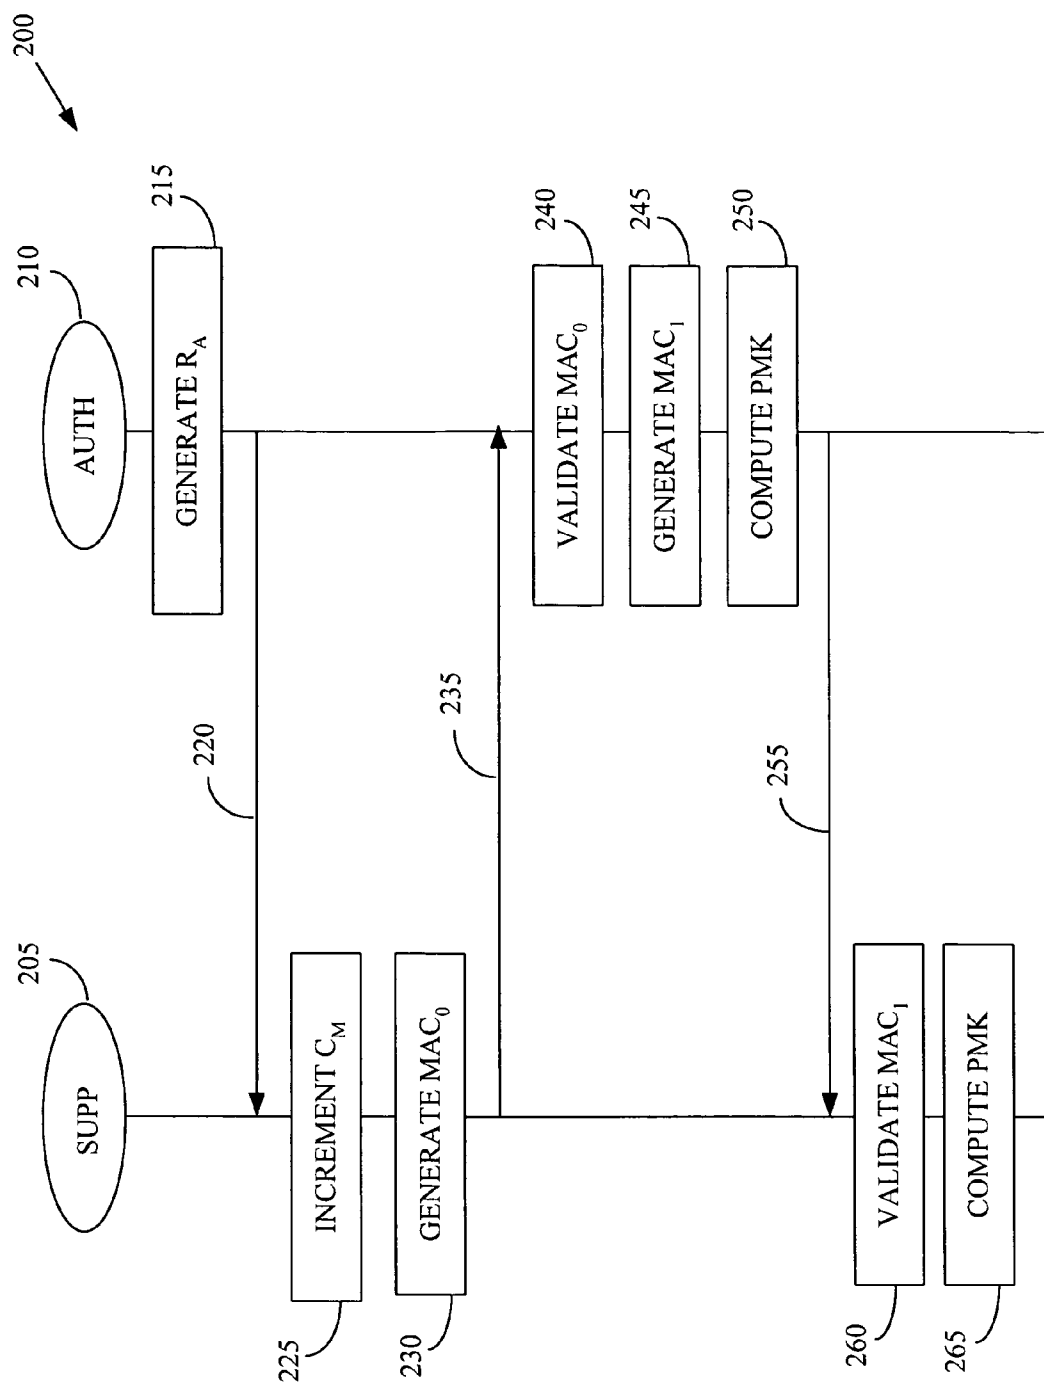 200
205
SUPP
210
AUTH
215
GENERATE R_A
220
225
INCREMENT C_M
230
GENERATE MAC_0
235
240
VALIDATE MAC_0
245
GENERATE MAC_1
250
COMPUTE PMK
255
260
VALIDATE MAC_1
265
COMPUTE PMK